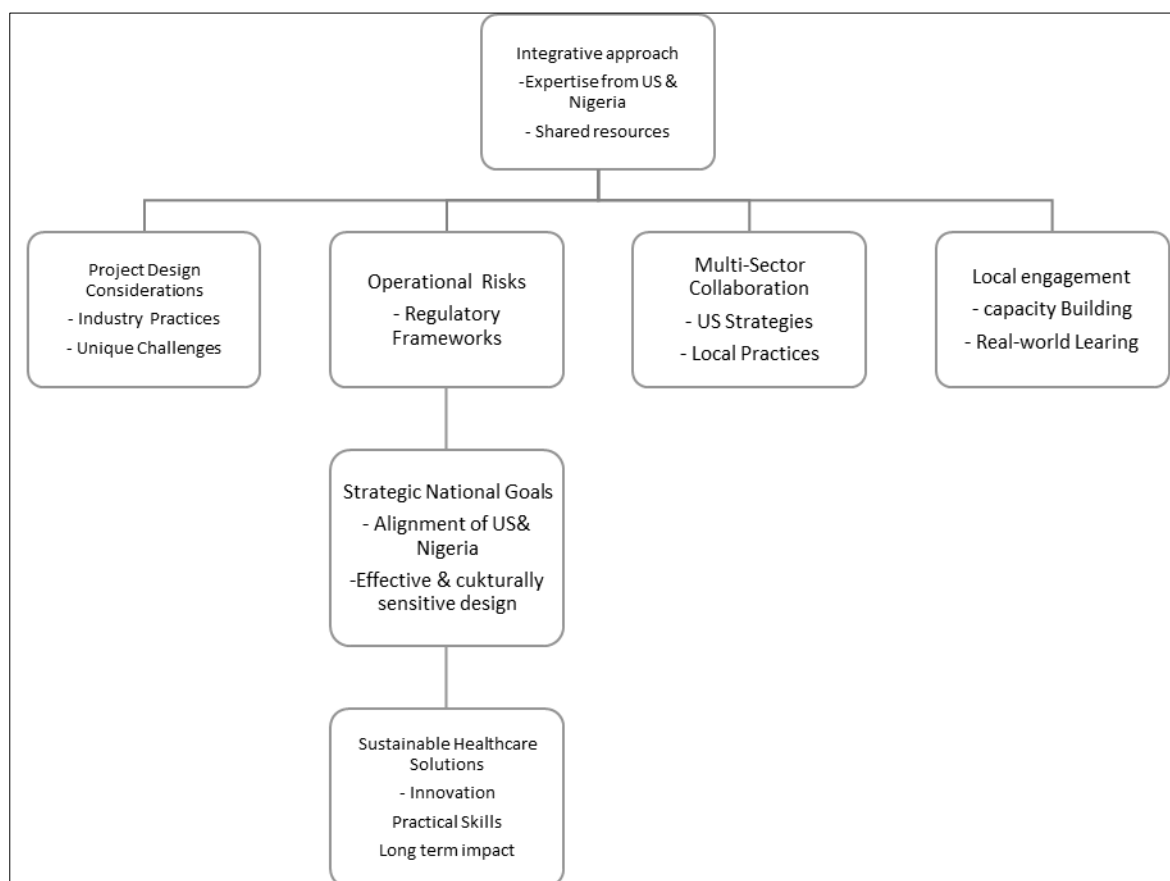 Integrative approach
-Expertise from US &
Nigeria
- Shared resources
Project Design
Considerations
- Industry Practices
- Unique Challenges
Operational Risks
- Regulatory
Frameworks
Multi-Sector
Collaboration
- US Strategies
- Local Practices
Local engagement
- capacity Building
- Real-world Learing
Strategic National Goals
- Alignment of US&
Nigeria
-Effective & cukturally
sensitive design
Sustainable Healthcare
Solutions
- Innovation
Practical Skills
Long term impact